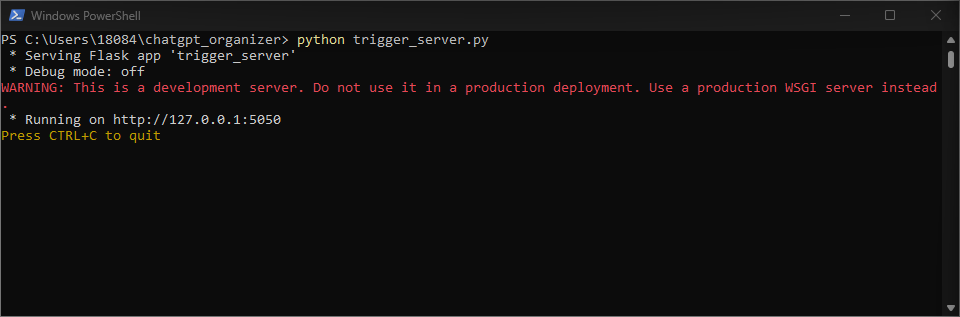 Windows PowerShell
PS C:\Users\18084\chatgpt_organizer> python trigger_server.py
 * Serving Flask app 'trigger_server'
 * Debug mode: off
WARNING: This is a development server. Do not use it in a production deployment. Use a production WSGI server instead
.
 * Running on http://127.0.0.1:5050
Press CTRL+C to quit